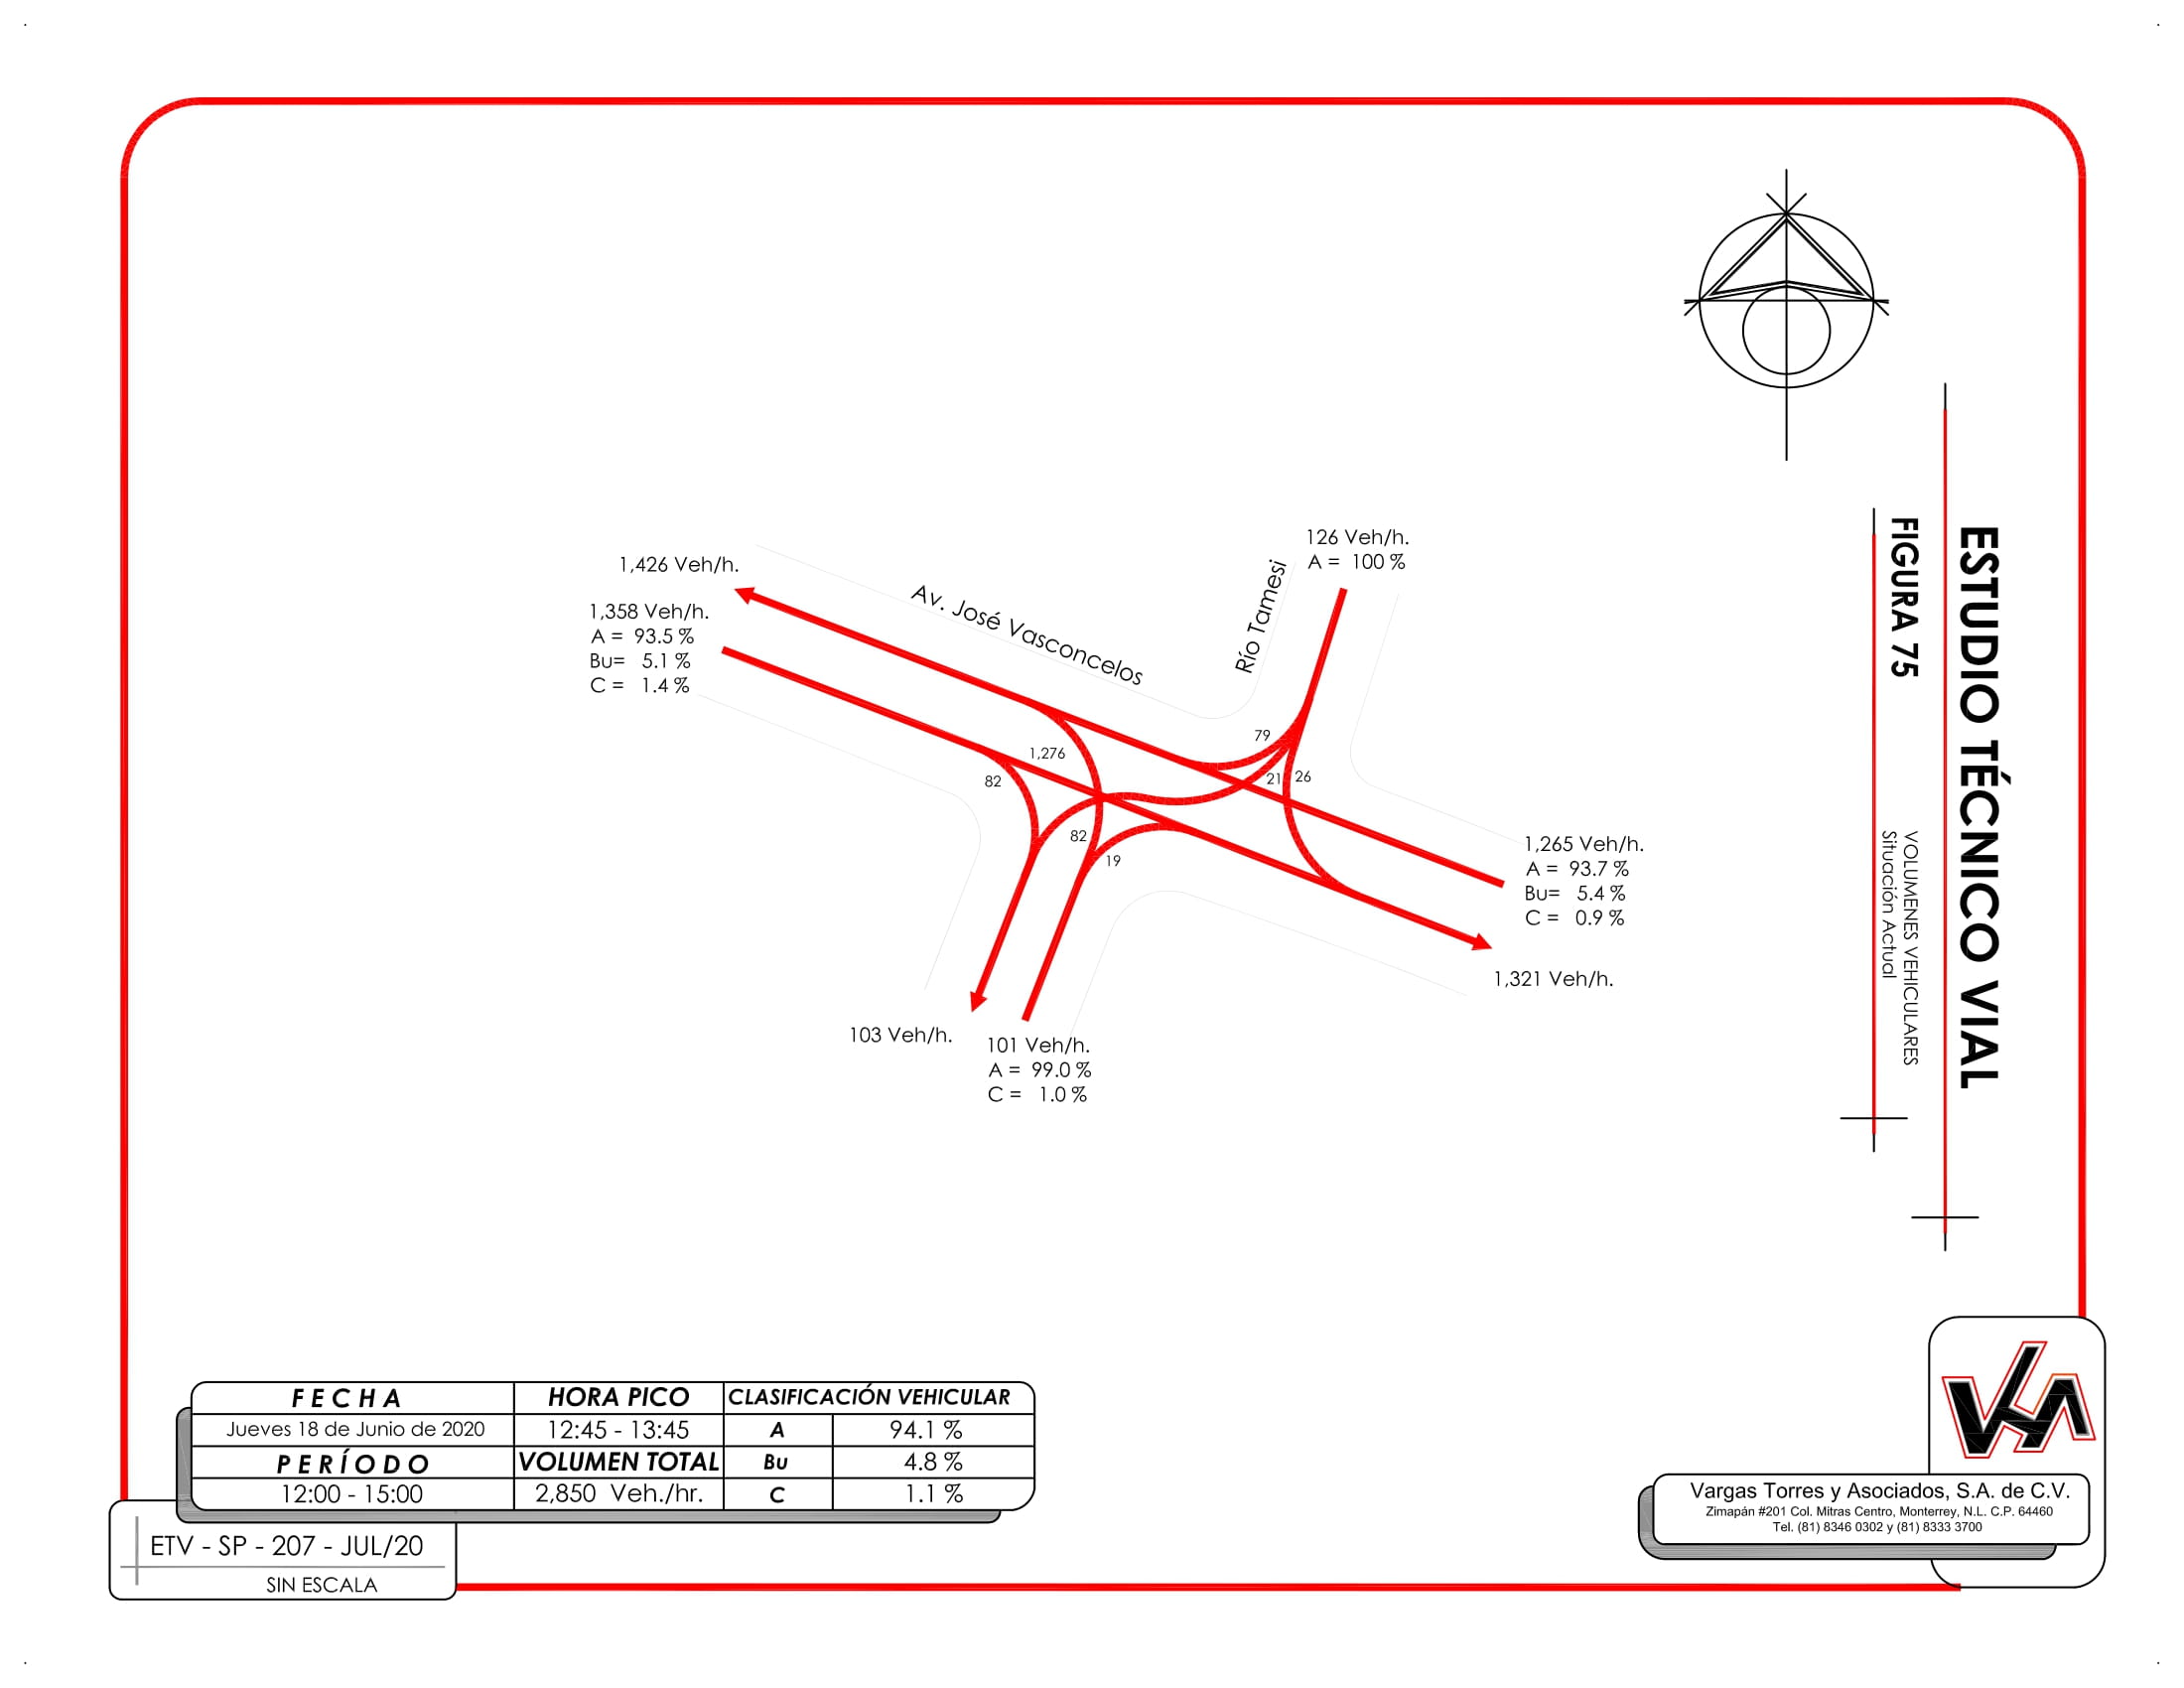 1,426 Veh/h.
1,358 Veh/h.
A = 93.5 %
Bu= 5.1 %
C = 1.4 %
Av. José Vasconcelos
Río Tamesi
126 Veh/h.
A = 100 %
79
21
26
1,276
82
82
19
1,265 Veh/h.
A = 93.7 %
Bu= 5.4 %
C = 0.9 %
1,321 Veh/h.
103 Veh/h.
101 Veh/h.
A = 99.0 %
C = 1.0 %
ESTUDIO TÉCNICO VIAL
FIGURA 75
VOLUMENES VEHICULARES
Situación Actual
FECHA HORA PICO CLASIFICACIÓN VEHICULAR
Jueves 18 de Junio de 2020 12:45 - 13:45 A 94.1 %
PERÍODO VOLUMEN TOTAL Bu 4.8 %
12:00 - 15:00 2,850 Veh./hr. C 1.1 %
ETV - SP - 207 - JUL/20
SIN ESCALA
VTA
Vargas Torres y Asociados, S.A. de C.V.
Zimapán #201 Col. Mitras Centro, Monterrey, N.L. C.P. 64460
Tel. (81) 8346 0302 y (81) 8333 3700